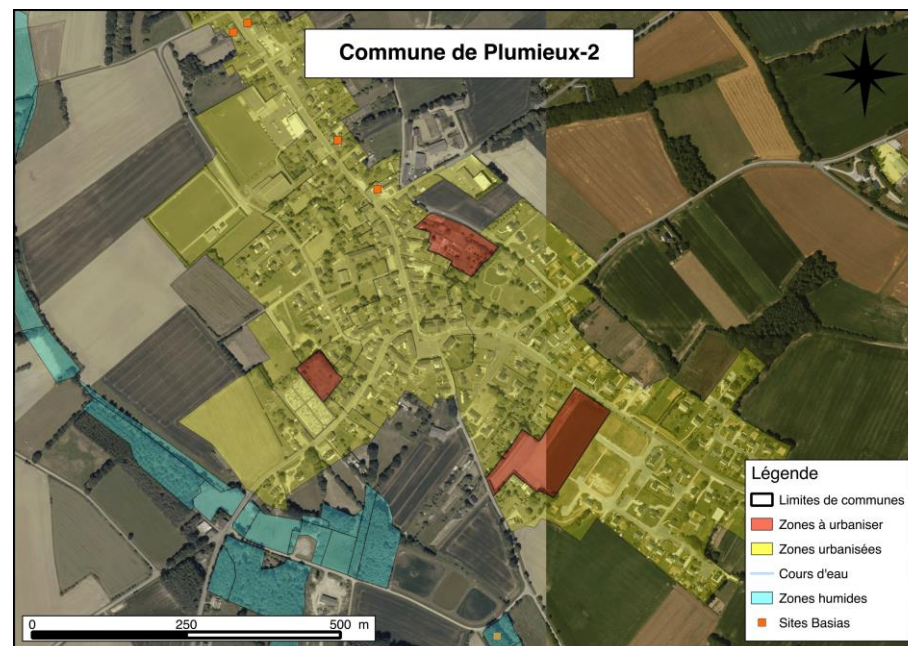 Commune de Plumieux-2
Légende
Limites de communes
Zones à urbaniser
Zones urbanisées
Cours d'eau
Zones humides
Sites Basias
0 250 500 m